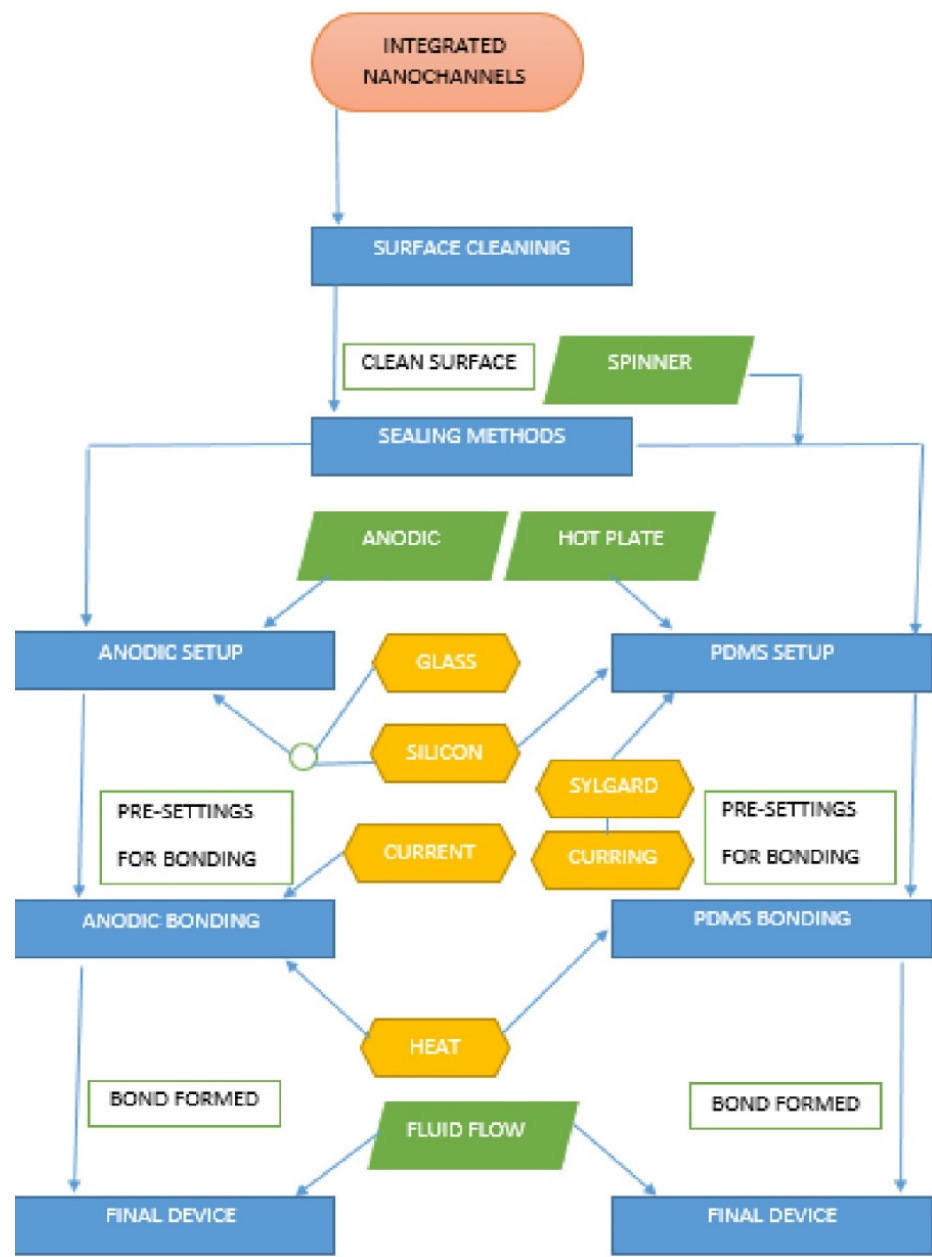 INTEGRATED
NANOCHANNELS
SURFACE CLEANINIG
CLEAN SURFACE
SPINNER
SEALING METHODS
ANODIC
HOT PLATE
ANODIC SETUP
GLASS
PDMS SETUP
SILICON
SYLGARD
PRE-SETTINGS
FOR BONDING
CURRENT
CURRING
PRE-SETTINGS
FOR BONDING
ANODIC BONDING
PDMS BONDING
HEAT
BOND FORMED
BOND FORMED
FLUID FLOW
FINAL DEVICE
FINAL DEVICE